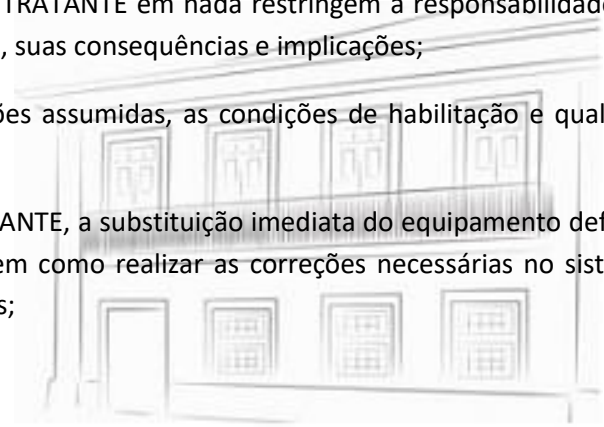 TRATANTE em nada restringem a responsabilidade
, suas consequências e implicações;
ões assumidas, as condições de habilitação e qual
ANTE, a substituição imediata do equipamento def
em como realizar as correções necessárias no sist
s;